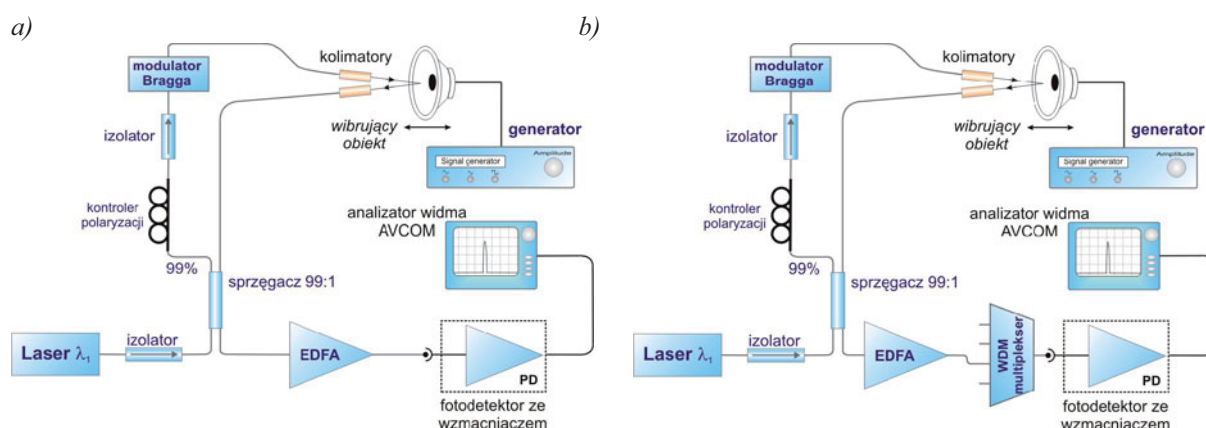 a)
modulator
Bragga
kolimatory
izolator
wibrujący
obiekt
generator
Amplitude
Signal generator
kontroler
polaryzacji
analizator widma
AVCOM
99%
sprzęgacz 99:1
izolator
Laser λ1
EDFA
PD
fotodetektor ze
wzmacniaczem
b)
modulator
Bragga
kolimatory
izolator
wibrujący
obiekt
generator
Amplitude
Signal generator
kontroler
polaryzacji
analizator widma
AVCOM
99%
sprzęgacz 99:1
izolator
Laser λ1
EDFA
WDM
multiplekser
PD
fotodetektor ze
wzmacniaczem